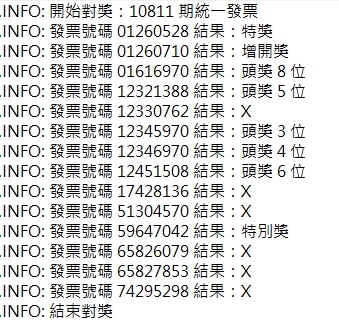 .INFO: 開始對獎：10811 期統一發票
.INFO: 發票號碼 01260528 結果：特獎
.INFO: 發票號碼 01260710 結果：增開獎
.INFO: 發票號碼 01616970 結果：頭獎 8 位
.INFO: 發票號碼 12321388 結果：頭獎 5 位
.INFO: 發票號碼 12330762 結果：X
.INFO: 發票號碼 12345970 結果：頭獎 3 位
.INFO: 發票號碼 12346970 結果：頭獎 4 位
.INFO: 發票號碼 12451508 結果：頭獎 6 位
.INFO: 發票號碼 17428136 結果：X
.INFO: 發票號碼 51304570 結果：X
.INFO: 發票號碼 59647042 結果：特別獎
.INFO: 發票號碼 65826079 結果：X
.INFO: 發票號碼 65827853 結果：X
.INFO: 發票號碼 74295298 結果：X
.INFO: 結束對獎